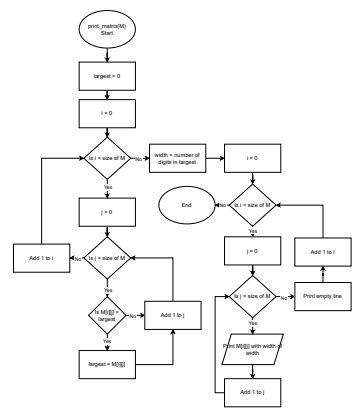 print_matrix(M)
Start
largest = 0
i = 0
Is i < size of M
No
width = number of
digits in largest
i = 0
Yes
j = 0
End
No
Is i < size of M
Yes
j = 0
Add 1 to i
No
Is j < size of M
Add 1 to i
Yes
Is M[i][j] >
largest
No
Add 1 to j
Is j < size of M
No
Print empty line
Yes
largest = M[i][j]
Yes
Print M[i][j] with width of
width
Add 1 to j